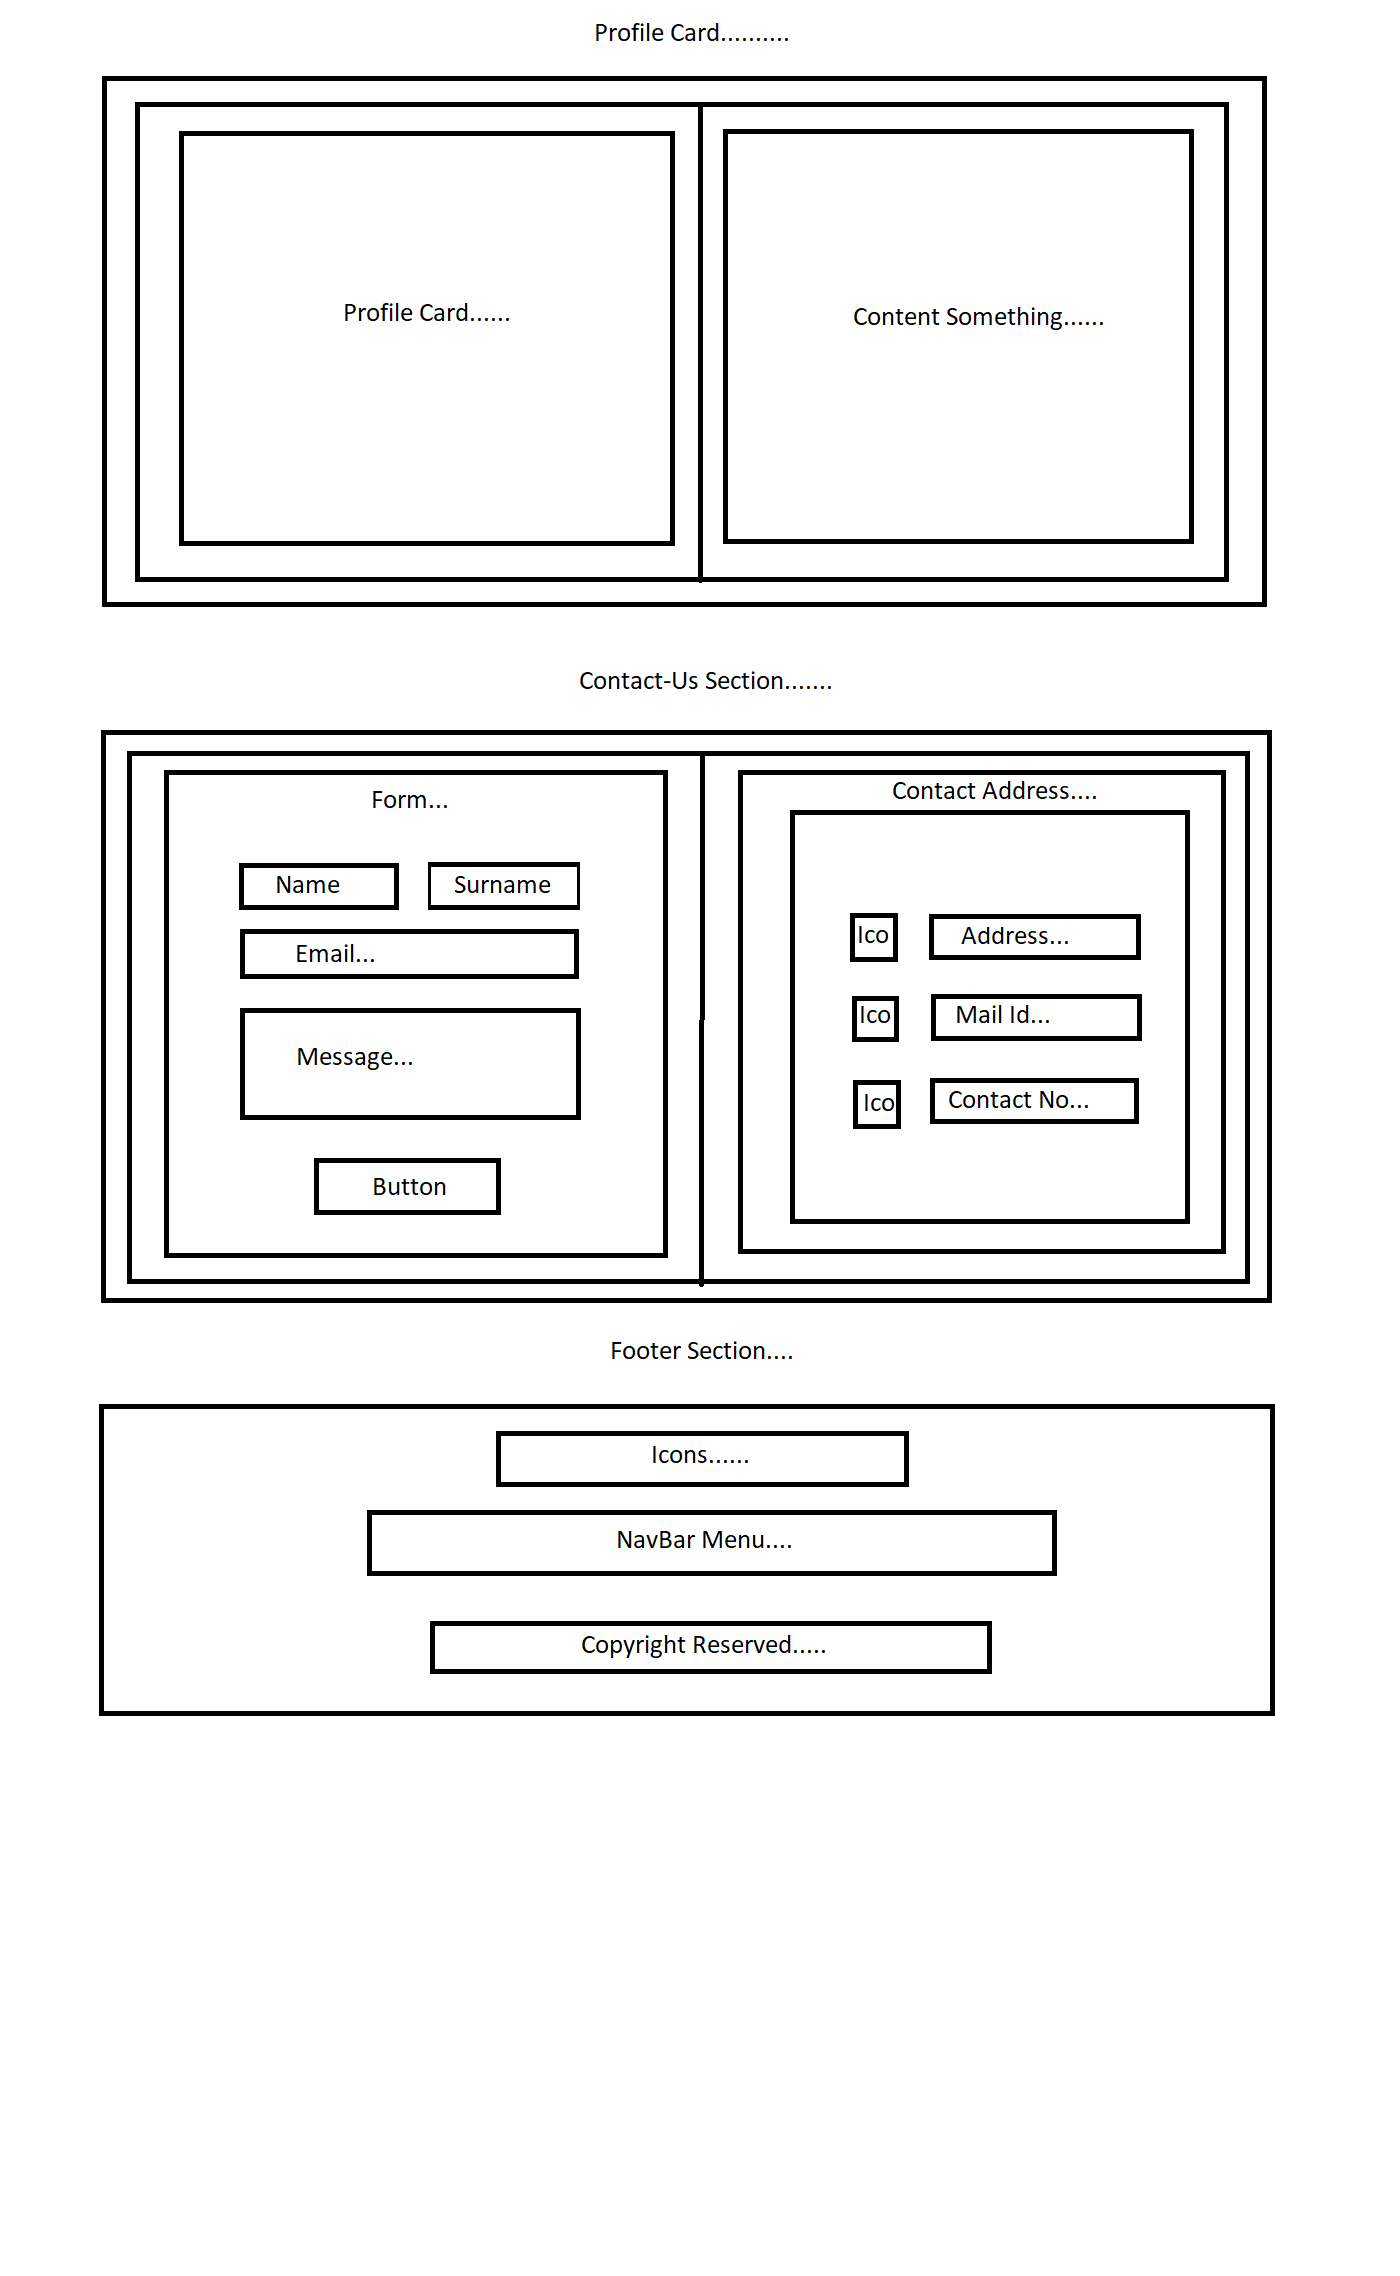 Profile Card..........
Profile Card......
Content Something......
Contact-Us Section.......
Form...
Name
Surname
Email...
Message...
Button
Contact Address....
Ico
Address...
Ico
Mail Id...
Ico
Contact No...
Footer Section....
Icons......
NavBar Menu....
Copyright Reserved.....